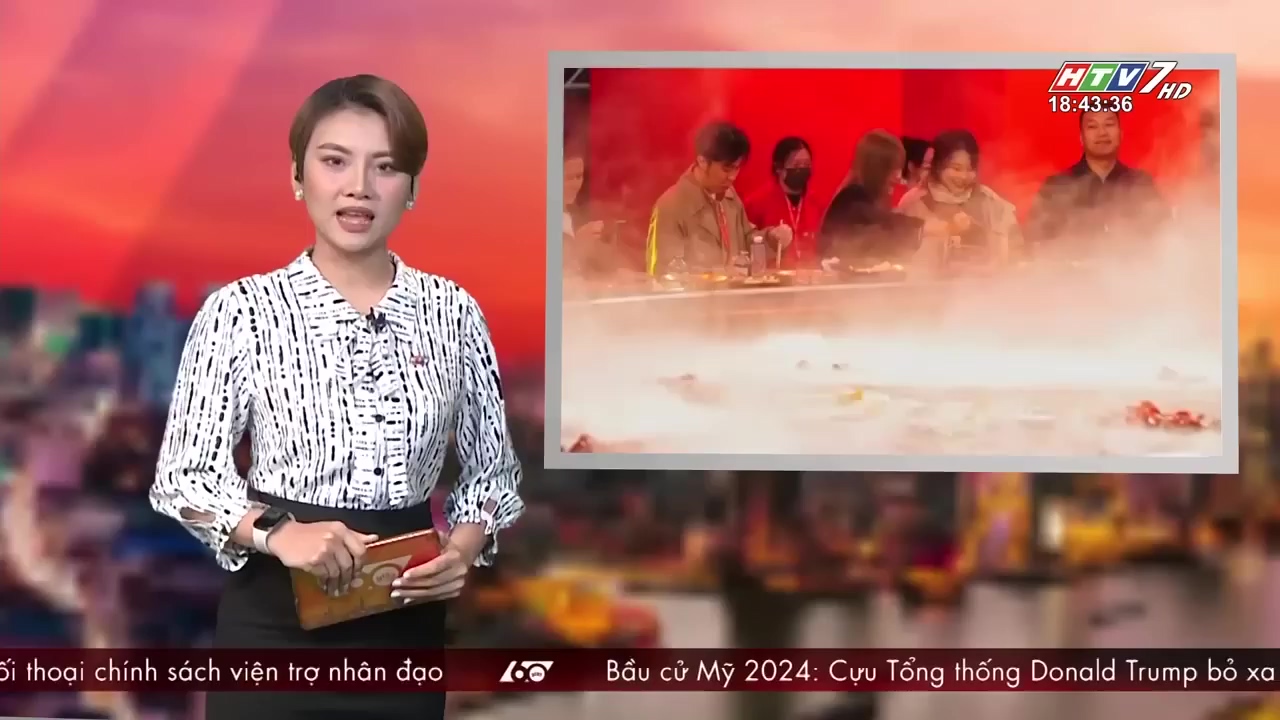 HTV7 HD
18:43:36
ối thoại chính sách viện trợ nhân đạo
60
Bầu cử Mỹ 2024: Cựu Tổng thống Donald Trump bỏ xa